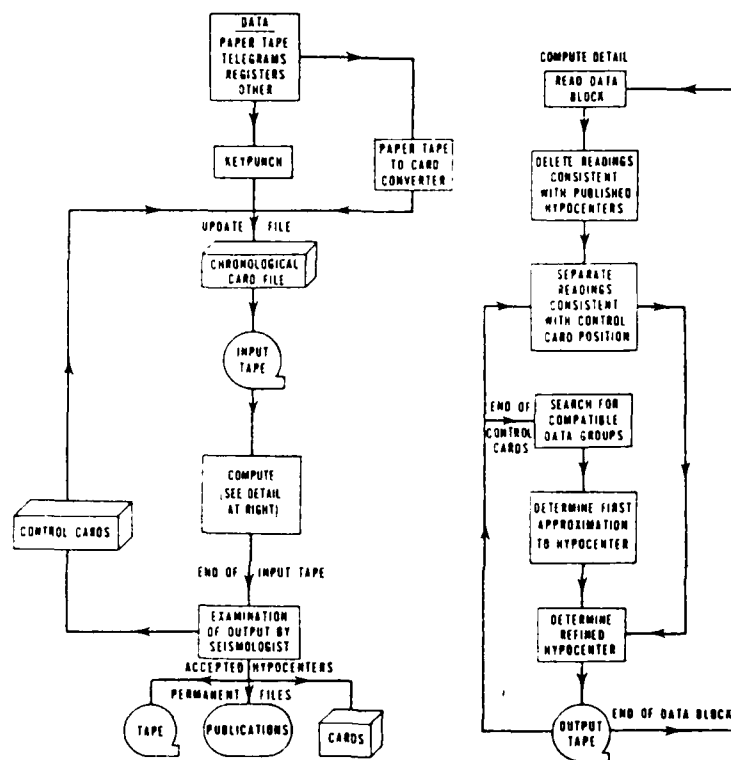 DATA
PAPER TAPE
TELEGRAMS
REGISTERS
OTHER
KEYPUNCH
PAPER TAPE
TO CARD
CONVERTER
UPDATE FILE
CHRONOLOGICAL
CARD FILE
INPUT
TAPE
COMPUTE
(SEE DETAIL
AT RIGHT)
CONTROL CARDS
END OF INPUT TAPE
EXAMINATION
OF OUTPUT BY
SEISMOLOGIST
ACCEPTED HYPOCENTERS
PERMANENT FILES
TAPE
PUBLICATIONS
CARDS
COMPUTE DETAIL
READ DATA
BLOCK
DELETE READINGS
CONSISTENT
WITH PUBLISHED
HYPOCENTERS
SEPARATE
READINGS
CONSISTENT
WITH CONTROL
CARD POSITION
END OF
CONTROL
CARDS
SEARCH FOR
COMPATIBLE
DATA GROUPS
DETERMINE FIRST
APPROXIMATION
TO HYPOCENTER
DETERMINE
REFINED
HYPOCENTER
OUTPUT
TAPE
END OF DATA BLOCK